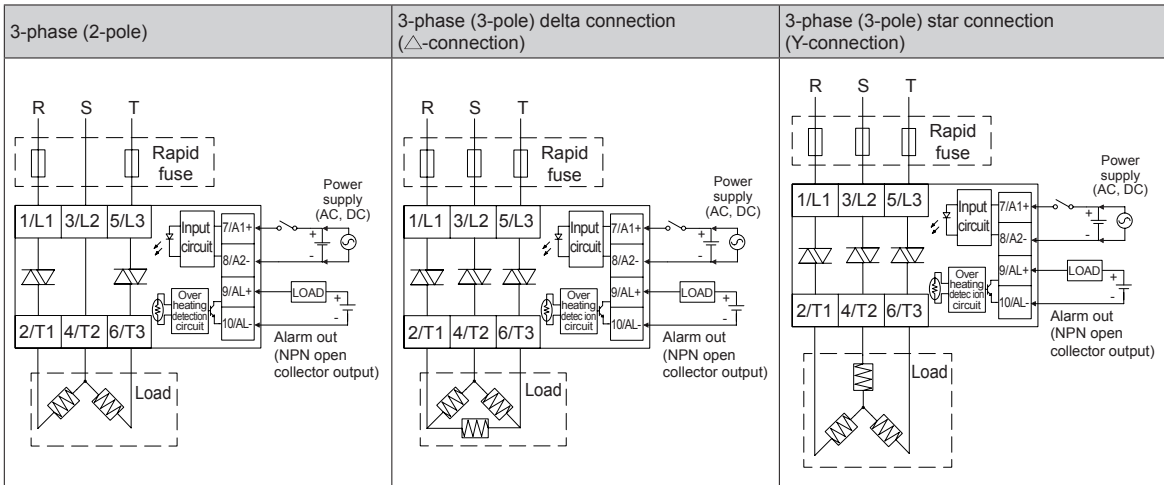 3-phase (2-pole)
3-phase (3-pole) delta connection
(△-connection)
3-phase (3-pole) star connection
(Y-connection)
R S T
Rapid
fuse
Power
supply
(AC, DC)
1/L1 3/L2 5/L3
Input
circuit
7/A1+
8/A2-
+
-
Over
heating
detection
circuit
9/AL+
10/AL-
LOAD
+
-
2/T1 4/T2 6/T3
Alarm out
(NPN open
collector output)
Load
R S T
Rapid
fuse
Power
supply
(AC, DC)
1/L1 3/L2 5/L3
Input
circuit
7/A1+
8/A2-
+
-
Over
heating
detec ion
circuit
9/AL+
10/AL-
LOAD
+
-
2/T1 4/T2 6/T3
Alarm out
(NPN open
collector output)
Load
R S T
Rapid
fuse
Power
supply
(AC, DC)
1/L1 3/L2 5/L3
Input
circuit
7/A1+
8/A2-
+
-
Over
heating
detec ion
circuit
9/AL+
10/AL-
LOAD
+
-
2/T1 4/T2 6/T3
Alarm out
(NPN open
collector output)
Load